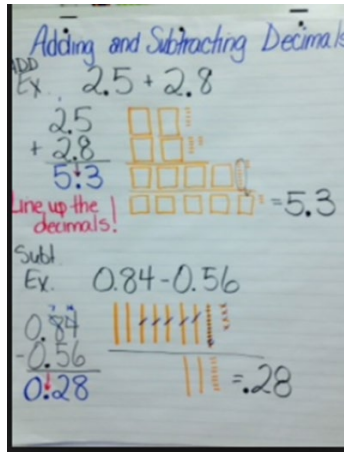 Adding and Subtracting Decimals
ADD
Ex. 2.5 + 2.8
2.5
+ 2.8
5.3
= 5.3
Line up the
decimals!
Subt.
Ex. 0.84 - 0.56
7
0.84
-0.56
0.28
= .28